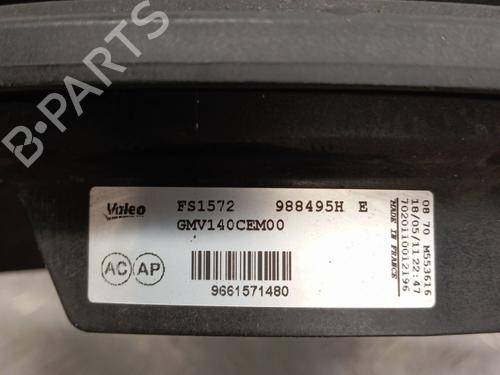 B-PARTS
Valeo
FS1572 988495H E
GMV140CEM00
AC AP
9661571480
08 70 M553616
18/05/11 22:47
7020110012196
MADE IN FRANCE